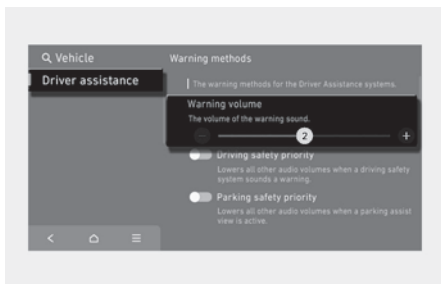 Vehicle
Warning methods
Driver assistance
The warning methods for the Driver Assistance systems.
Warning volume
The volume of the warning sound.
2
Driving safety priority
Lowers all other audio volumes when a driving safety
system sounds a warning.
Parking safety priority
Lowers all other audio volumes when a parking assist
view is active.